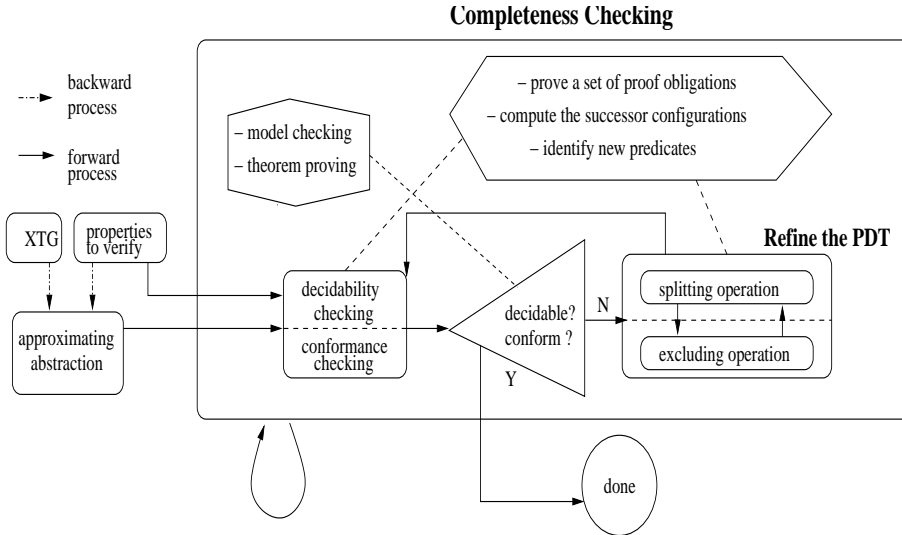 Completeness Checking
backward
process
forward
process
– model checking
– theorem proving
– prove a set of proof obligations
– compute the successor configurations
– identify new predicates
XTG
properties
to verify
approximating
abstraction
decidability
checking
conformance
checking
decidable?
conform ?
N
Y
Refine the PDT
splitting operation
excluding operation
done